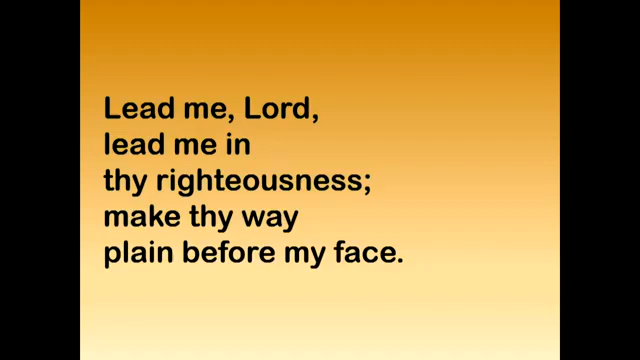 Lead me, Lord,
lead me in
thy righteousness;
make thy way
plain before my face.